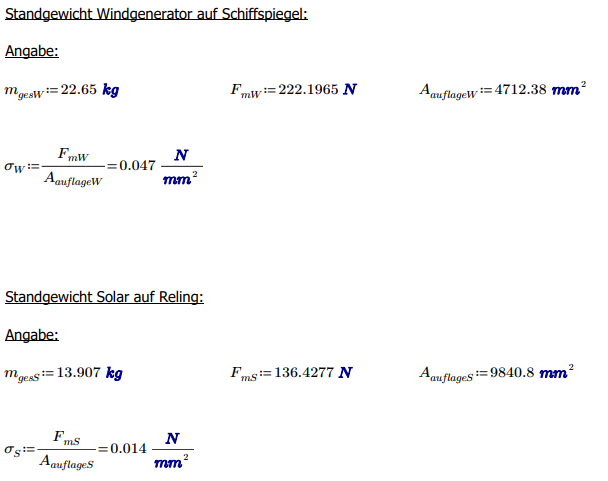 Standgewicht Windgenerator auf Schiffspiegel:
Angabe:
m_gesW := 22.65 kg F_mW := 222.1965 N A_auflageW := 4712.38 mm²
σ_W := F_mW / A_auflageW = 0.047 N / mm²
Standgewicht Solar auf Reling:
Angabe:
m_gesS := 13.907 kg F_mS := 136.4277 N A_auflageS := 9840.8 mm²
σ_S := F_mS / A_auflageS = 0.014 N / mm²